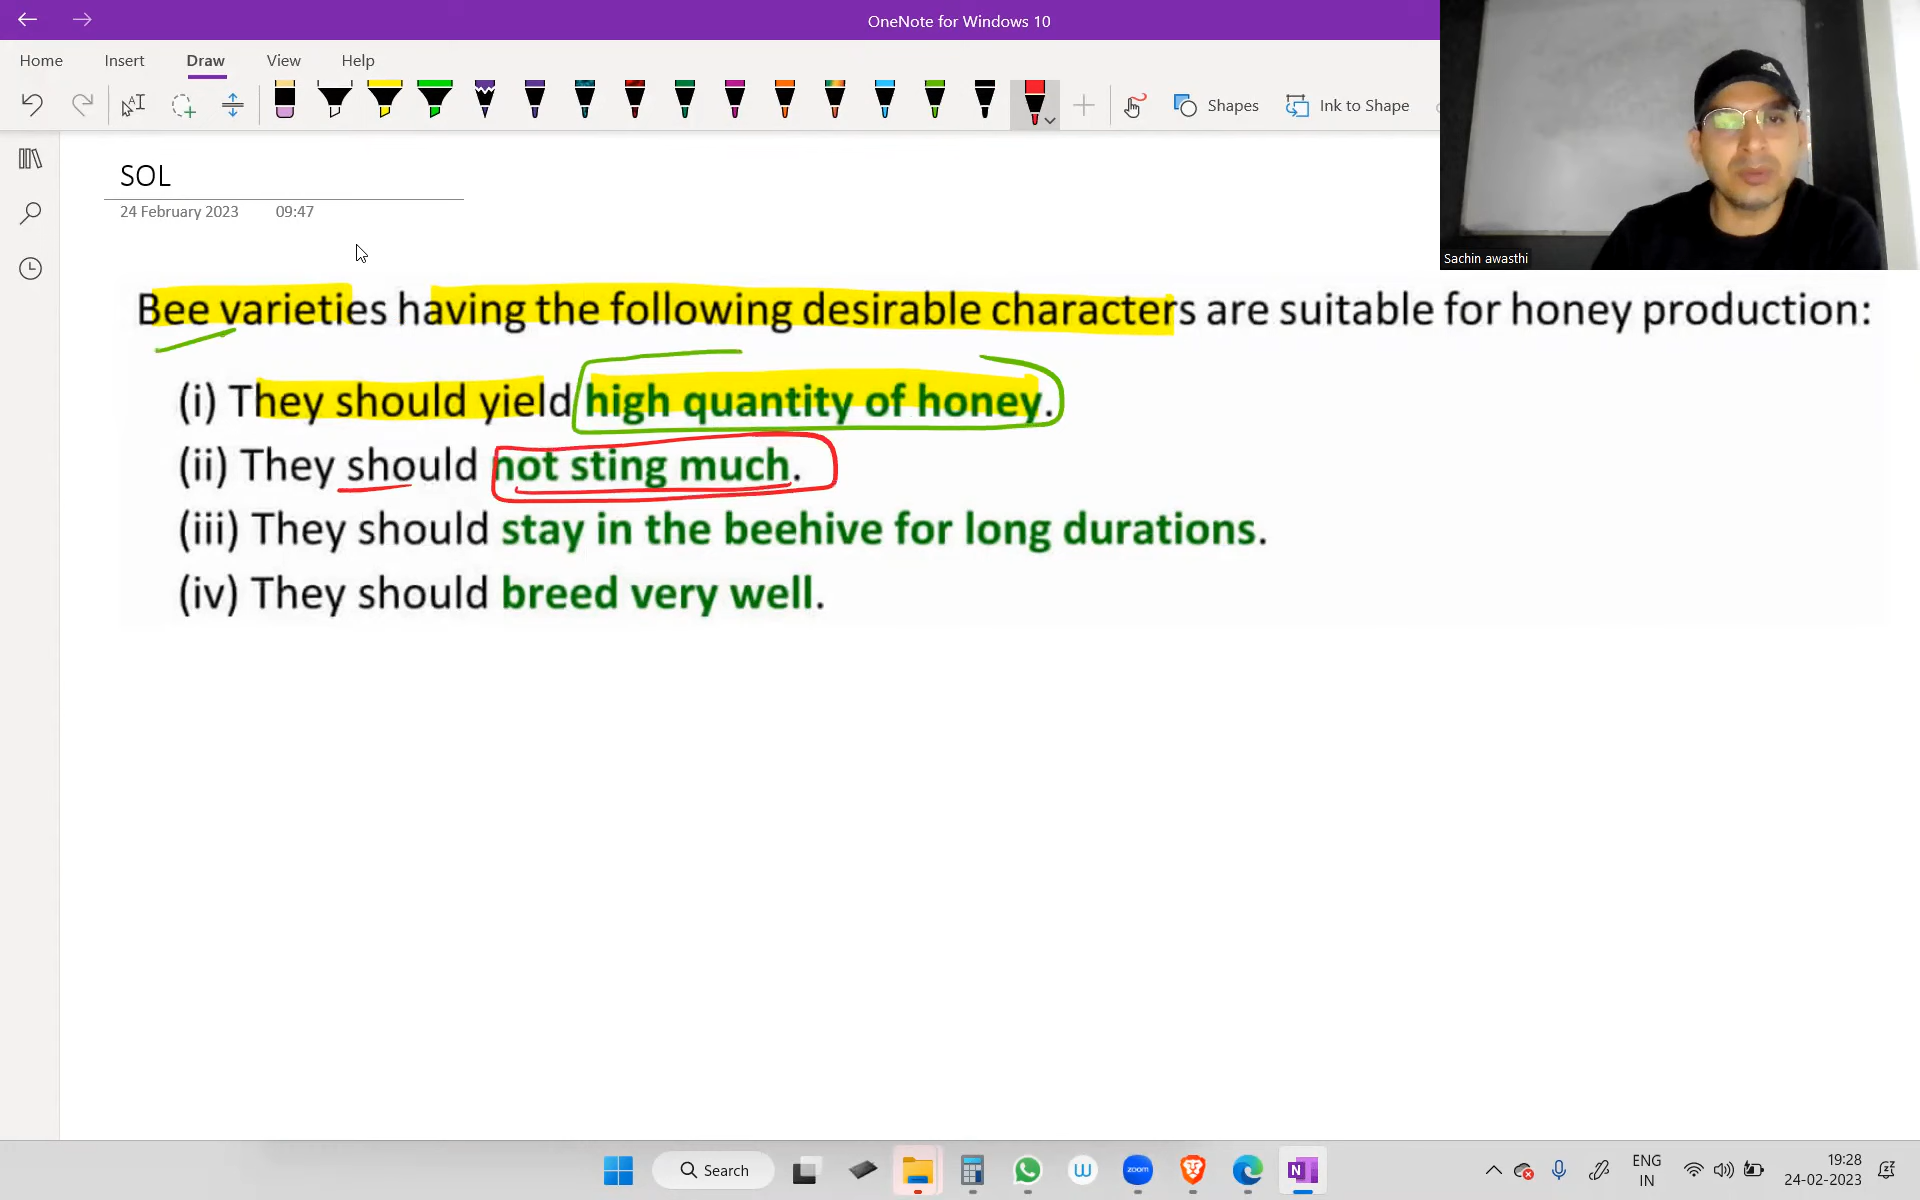 OneNote for Windows 10
Home Insert Draw View Help
Shapes Ink to Shape
Sachin awasthi
SOL
24 February 2023 09:47
Bee varieties having the following desirable characters are suitable for honey production:
(i) They should yield high quantity of honey.
(ii) They should not sting much.
(iii) They should stay in the beehive for long durations.
(iv) They should breed very well.
Search
zoom
ENG
IN
19:28
24-02-2023